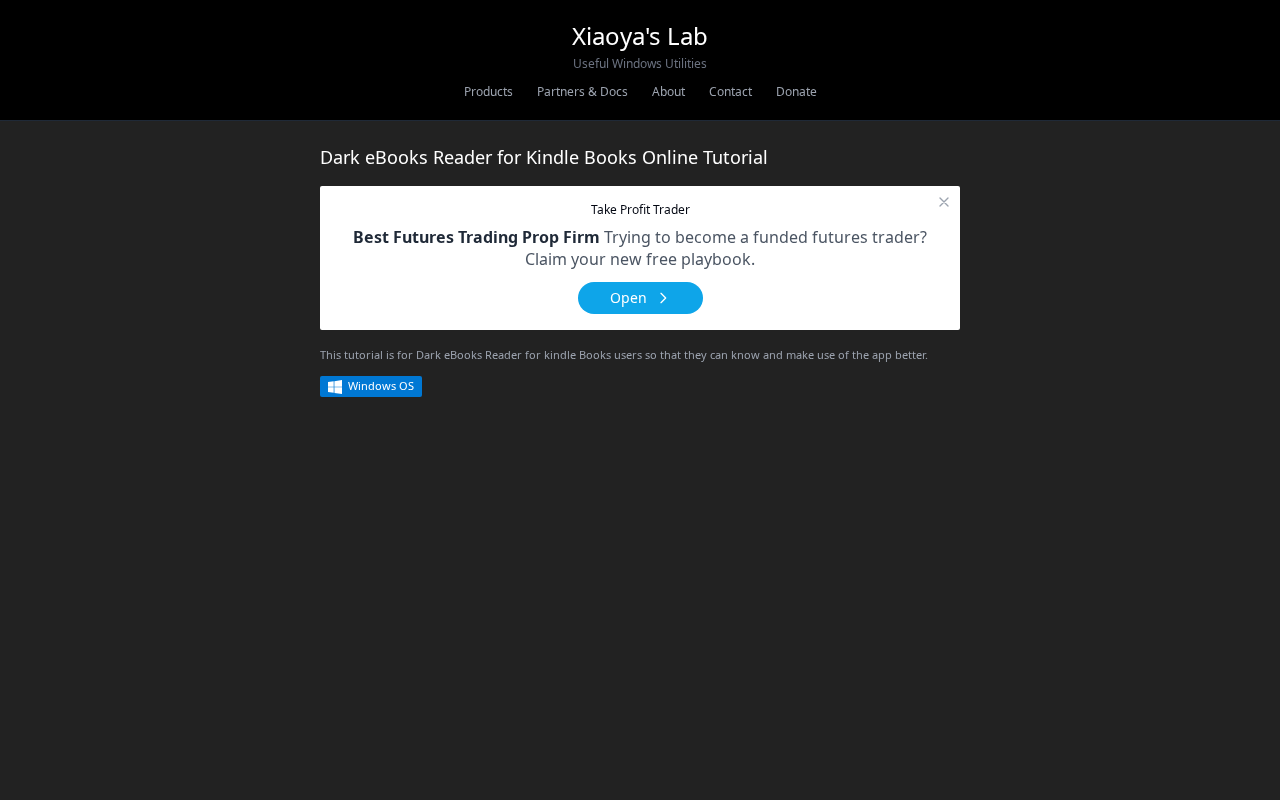 Xiaoya's Lab
Useful Windows Utilities
Products Partners & Docs About Contact Donate
Dark eBooks Reader for Kindle Books Online Tutorial
Take Profit Trader
Best Futures Trading Prop Firm Trying to become a funded futures trader?
Claim your new free playbook.
Open
This tutorial is for Dark eBooks Reader for kindle Books users so that they can know and make use of the app better.
Windows OS